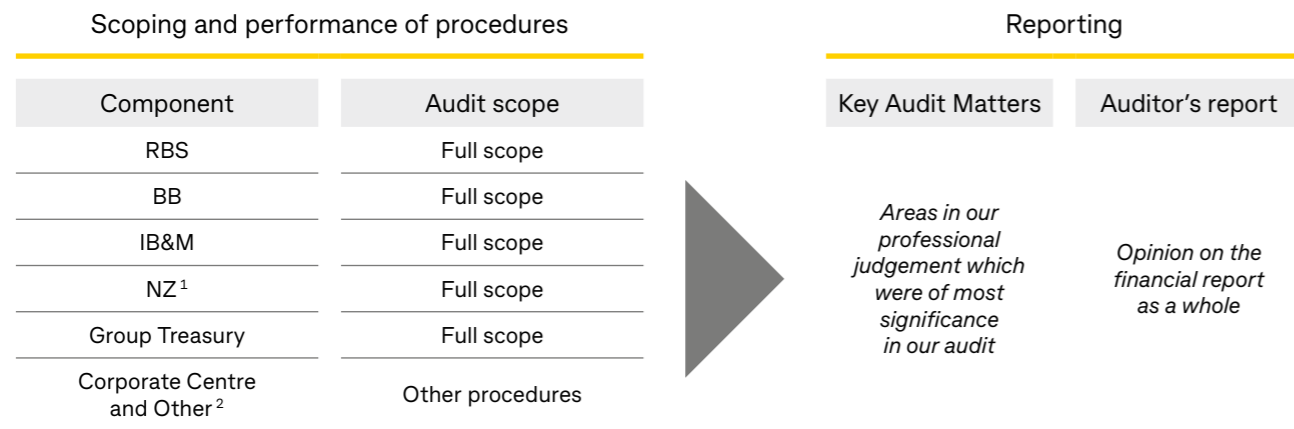 Scoping and performance of procedures
Reporting
Component
Audit scope
Key Audit Matters
Auditor’s report
RBS
Full scope
BB
Full scope
IB&M
Full scope
NZ 1
Full scope
Group Treasury
Full scope
Corporate Centre
and Other 2
Other procedures
Areas in our
professional
judgement which
were of most
significance
in our audit
Opinion on the
financial report
as a whole